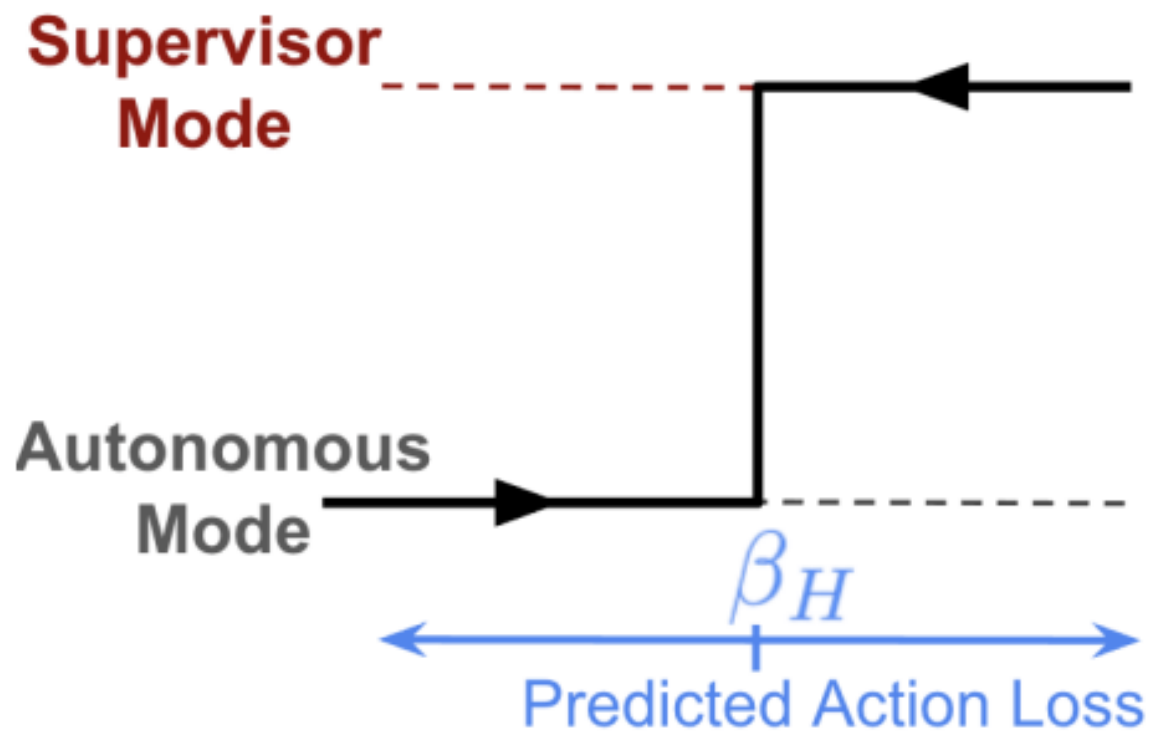 Supervisor
Mode
Autonomous
Mode
β_H
Predicted Action Loss